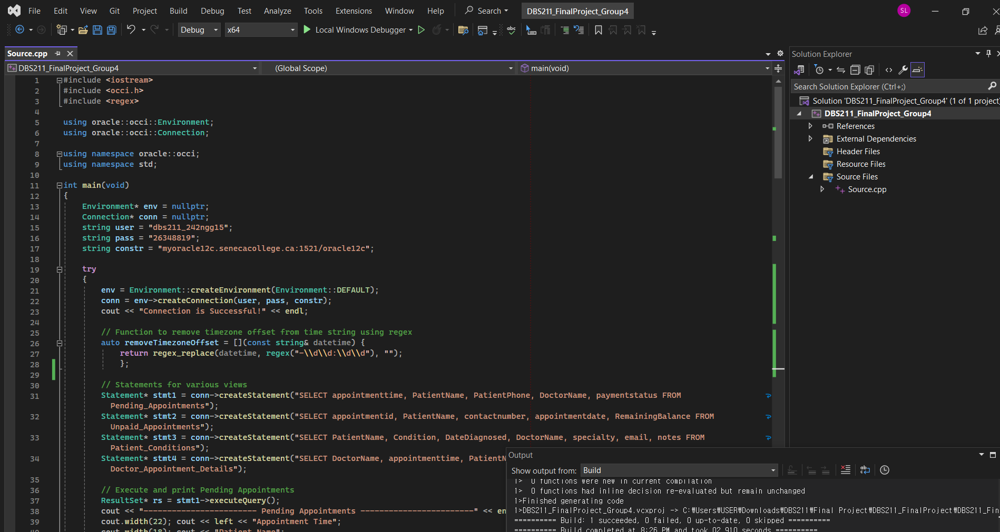 File Edit View Git Project Build Debug Test Analyze Tools Extensions Window Help Search DBS211_FinalProject_Group4 SL
Debug x64 Local Windows Debugger abc
Source.cpp
DBS211_FinalProject_Group4 (Global Scope) main(void)
1 #include <iostream>
2 #include <occi.h>
3 #include <regex>
4
5 using oracle::occi::Environment;
6 using oracle::occi::Connection;
7
8 using namespace oracle::occi;
9 using namespace std;
10
11 int main(void)
12 {
13 Environment* env = nullptr;
14 Connection* conn = nullptr;
15 string user = "dbs211_242ngg15";
16 string pass = "26348819";
17 string constr = "myoracle12c.senecacollege.ca:1521/oracle12c";
18
19 try
20 {
21 env = Environment::createEnvironment(Environment::DEFAULT);
22 conn = env->createConnection(user, pass, constr);
23 cout << "Connection is Successful!" << endl;
24
25 // Function to remove timezone offset from time string using regex
26 auto removeTimezoneOffset = [](const string& datetime) {
27 return regex_replace(datetime, regex("-\\d\\d:\\d\\d"), "");
28 };
29
30 // Statements for various views
31 Statement* stmt1 = conn->createStatement("SELECT appointmenttime, PatientName, PatientPhone, DoctorName, paymentstatus FROM
Pending_Appointments");
32 Statement* stmt2 = conn->createStatement("SELECT appointmentid, PatientName, contactnumber, appointmentdate, RemainingBalance FROM
Unpaid_Appointments");
33 Statement* stmt3 = conn->createStatement("SELECT PatientName, Condition, DateDiagnosed, DoctorName, specialty, email, notes FROM
Patient_Conditions");
34 Statement* stmt4 = conn->createStatement("SELECT DoctorName, appointmenttime, PatientN
Doctor_Appointment_Details");
35
36 // Execute and print Pending Appointments
37 ResultSet* rs = stmt1->executeQuery();
38 cout << "------------------------ Pending Appointments ------------------------" << en
39 cout.width(22); cout << left << "Appointment Time";
40 cout.width(18); cout << "Patient Name";
Solution Explorer
Search Solution Explorer (Ctrl+;)
Solution 'DBS211_FinalProject_Group4' (1 of 1 project)
DBS211_FinalProject_Group4
References
External Dependencies
Header Files
Resource Files
Source Files
Source.cpp
Output
Show output from: Build
1> 0 functions were new in current compilation
1> 0 functions had inline decision re-evaluated but remain unchanged
1>Finished generating code
1>DBS211_FinalProject_Group4.vcxproj -> C:₩Users₩USER₩Downloads₩DBS211₩Final Project₩DBS211_FinalProject₩DBS211_Fin
========== Build: 1 succeeded, 0 failed, 0 up-to-date, 0 skipped ==========
========== Build completed at 8:26 PM and took 02.910 seconds ==========